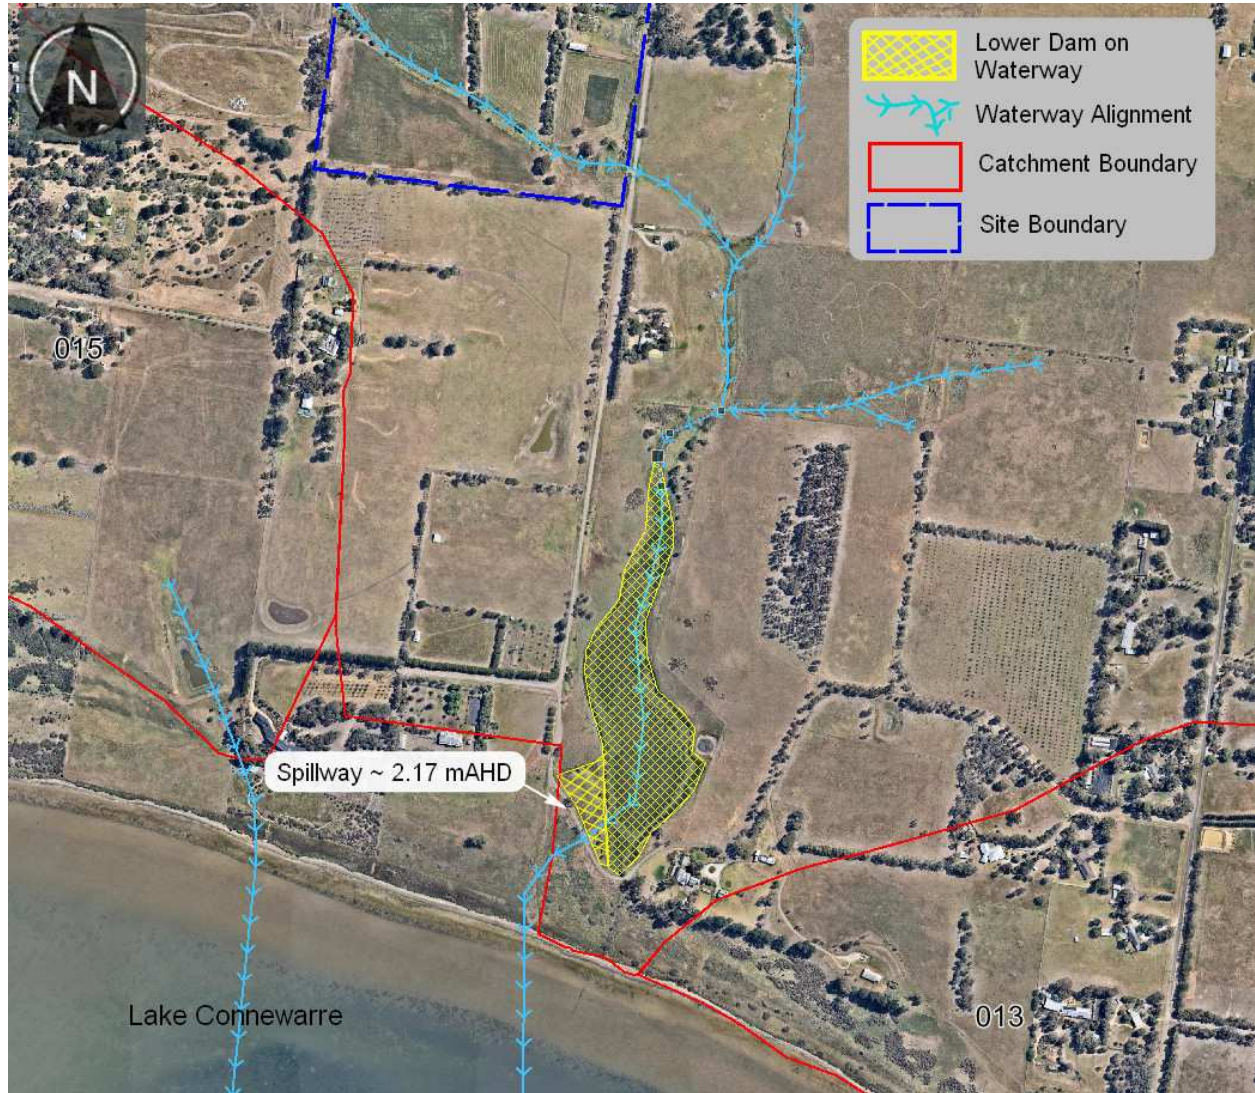 N
Lower Dam on
Waterway
Waterway Alignment
Catchment Boundary
Site Boundary
015
Spillway ~ 2.17 mAHD
Lake Connewarre
013